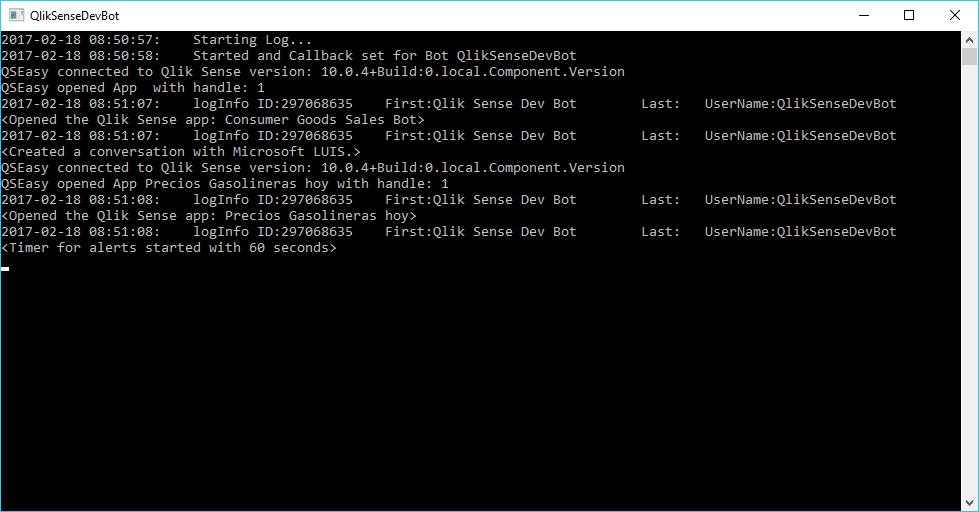 QlikSenseDevBot
2017-02-18 08:50:57:    Starting Log...
2017-02-18 08:50:58:    Started and Callback set for Bot QlikSenseDevBot
QSEasy connected to Qlik Sense version: 10.0.4+Build:0.local.Component.Version
QSEasy opened App  with handle: 1
2017-02-18 08:51:07:    logInfo ID:297068635    First:Qlik Sense Dev Bot        Last:   UserName:QlikSenseDevBot
<Opened the Qlik Sense app: Consumer Goods Sales Bot>
2017-02-18 08:51:07:    logInfo ID:297068635    First:Qlik Sense Dev Bot        Last:   UserName:QlikSenseDevBot
<Created a conversation with Microsoft LUIS.>
QSEasy connected to Qlik Sense version: 10.0.4+Build:0.local.Component.Version
QSEasy opened App Precios Gasolineras hoy with handle: 1
2017-02-18 08:51:08:    logInfo ID:297068635    First:Qlik Sense Dev Bot        Last:   UserName:QlikSenseDevBot
<Opened the Qlik Sense app: Precios Gasolineras hoy>
2017-02-18 08:51:08:    logInfo ID:297068635    First:Qlik Sense Dev Bot        Last:   UserName:QlikSenseDevBot
<Timer for alerts started with 60 seconds>